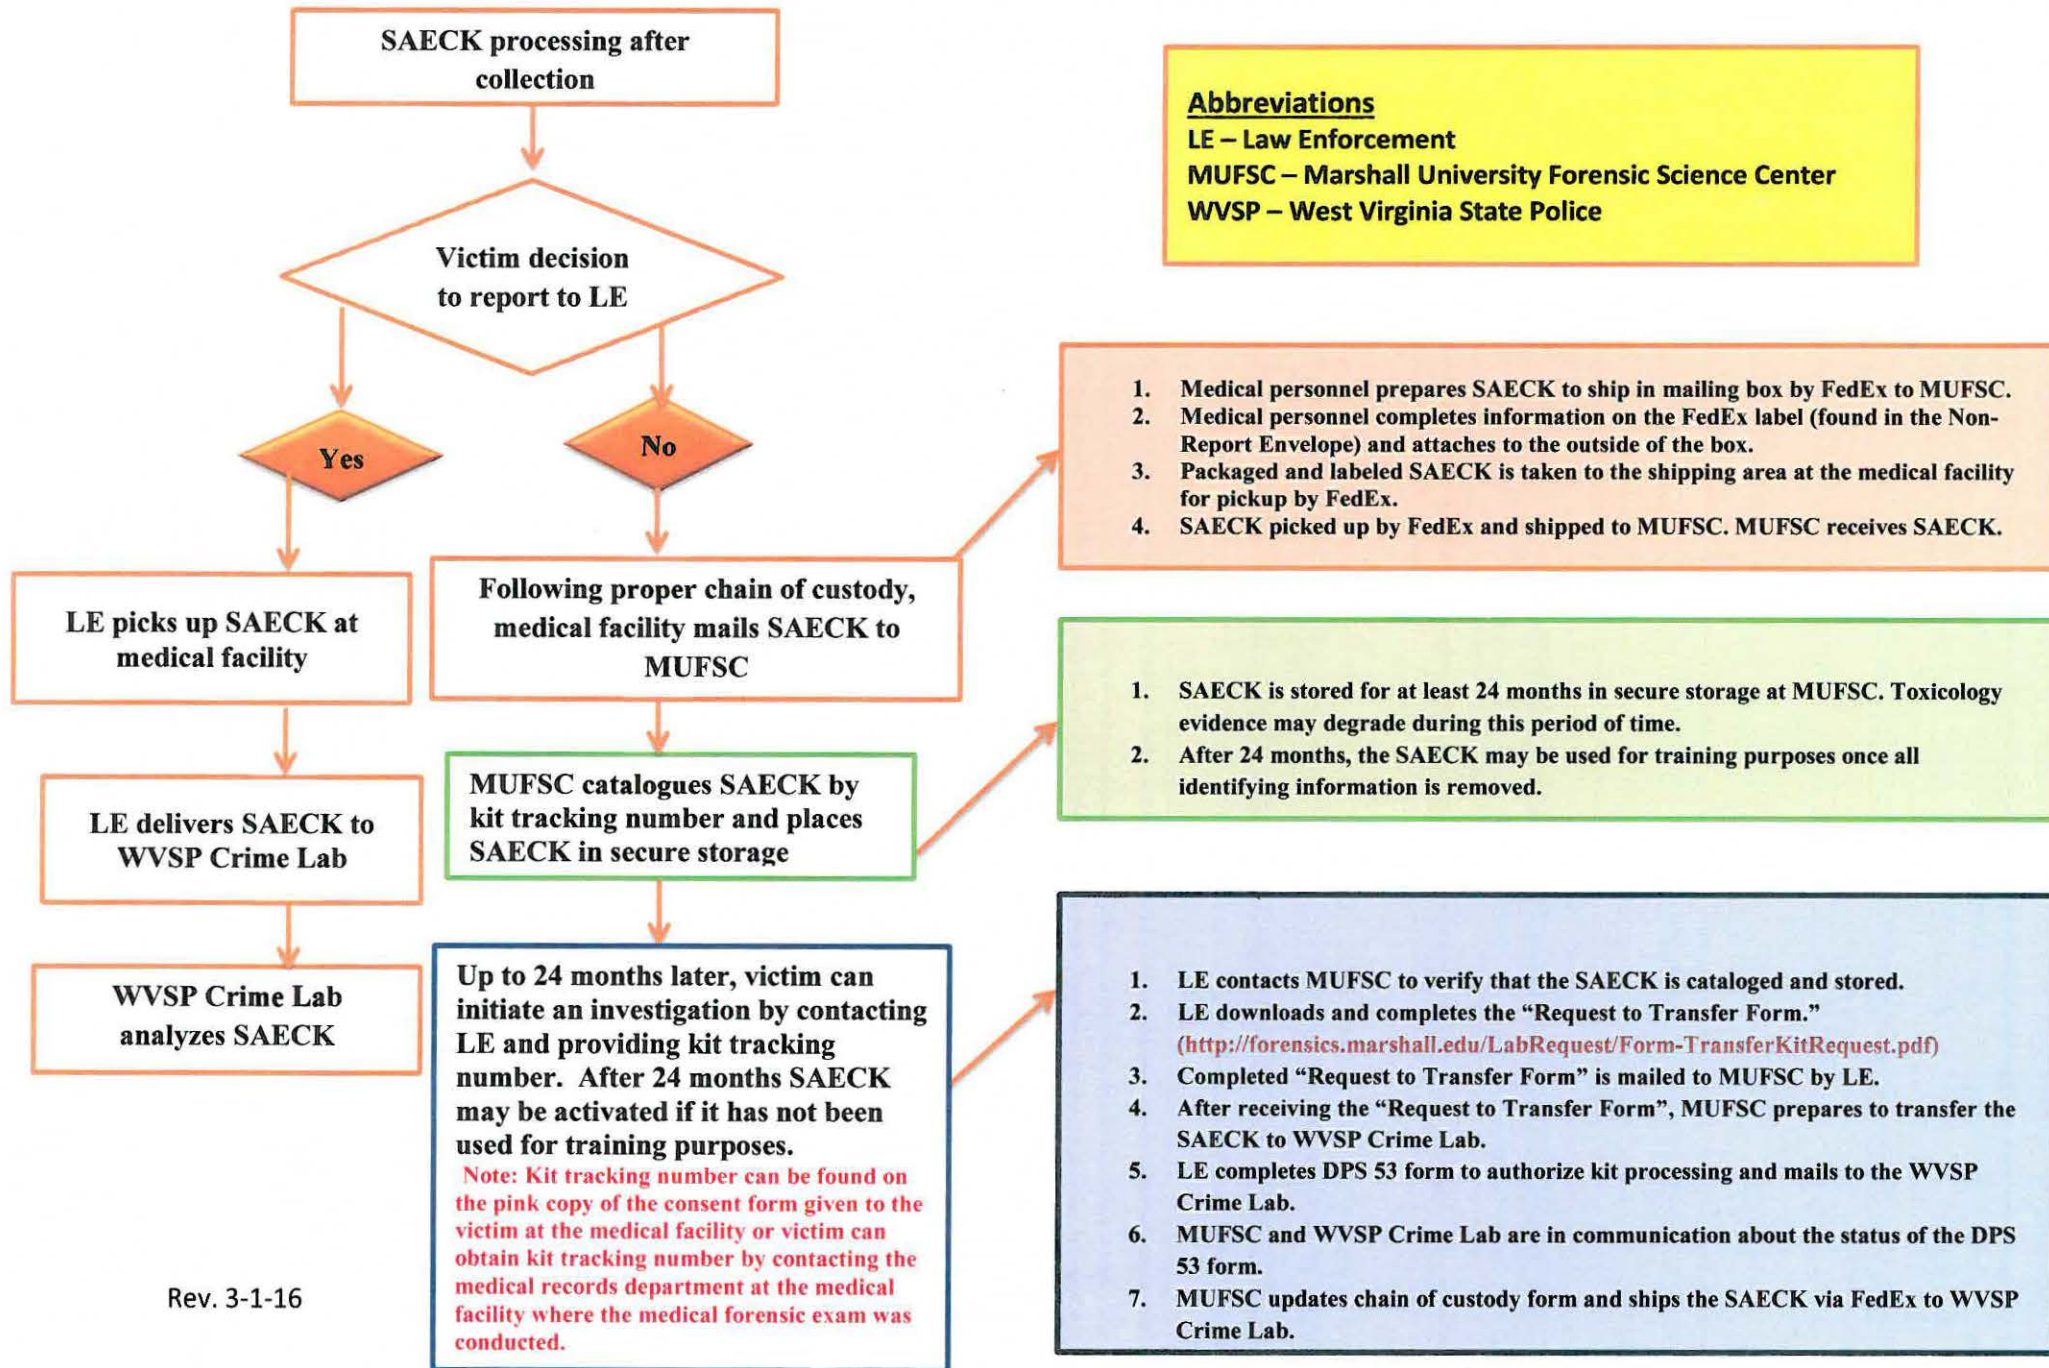 SAECK processing after
collection
Abbreviations
LE – Law Enforcement
MUFSC – Marshall University Forensic Science Center
WVSP – West Virginia State Police
Victim decision
to report to LE
Yes
No
LE picks up SAECK at
medical facility
LE delivers SAECK to
WVSP Crime Lab
WVSP Crime Lab
analyzes SAECK
Following proper chain of custody,
medical facility mails SAECK to
MUFSC
MUFSC catalogues SAECK by
kit tracking number and places
SAECK in secure storage
Up to 24 months later, victim can
initiate an investigation by contacting
LE and providing kit tracking
number. After 24 months SAECK
may be activated if it has not been
used for training purposes.
Note: Kit tracking number can be found on
the pink copy of the consent form given to the
victim at the medical facility or victim can
obtain kit tracking number by contacting the
medical records department at the medical
facility where the medical forensic exam was
conducted.
1. Medical personnel prepares SAECK to ship in mailing box by FedEx to MUFSC.
2. Medical personnel completes information on the FedEx label (found in the Non-
Report Envelope) and attaches to the outside of the box.
3. Packaged and labeled SAECK is taken to the shipping area at the medical facility
for pickup by FedEx.
4. SAECK picked up by FedEx and shipped to MUFSC. MUFSC receives SAECK.
1. SAECK is stored for at least 24 months in secure storage at MUFSC. Toxicology
evidence may degrade during this period of time.
2. After 24 months, the SAECK may be used for training purposes once all
identifying information is removed.
1. LE contacts MUFSC to verify that the SAECK is cataloged and stored.
2. LE downloads and completes the “Request to Transfer Form.”
(http://forensics.marshall.edu/LabRequest/Form-TransferKitRequest.pdf)
3. Completed “Request to Transfer Form” is mailed to MUFSC by LE.
4. After receiving the “Request to Transfer Form”, MUFSC prepares to transfer the
SAECK to WVSP Crime Lab.
5. LE completes DPS 53 form to authorize kit processing and mails to the WVSP
Crime Lab.
6. MUFSC and WVSP Crime Lab are in communication about the status of the DPS
53 form.
7. MUFSC updates chain of custody form and ships the SAECK via FedEx to WVSP
Crime Lab.
Rev. 3-1-16